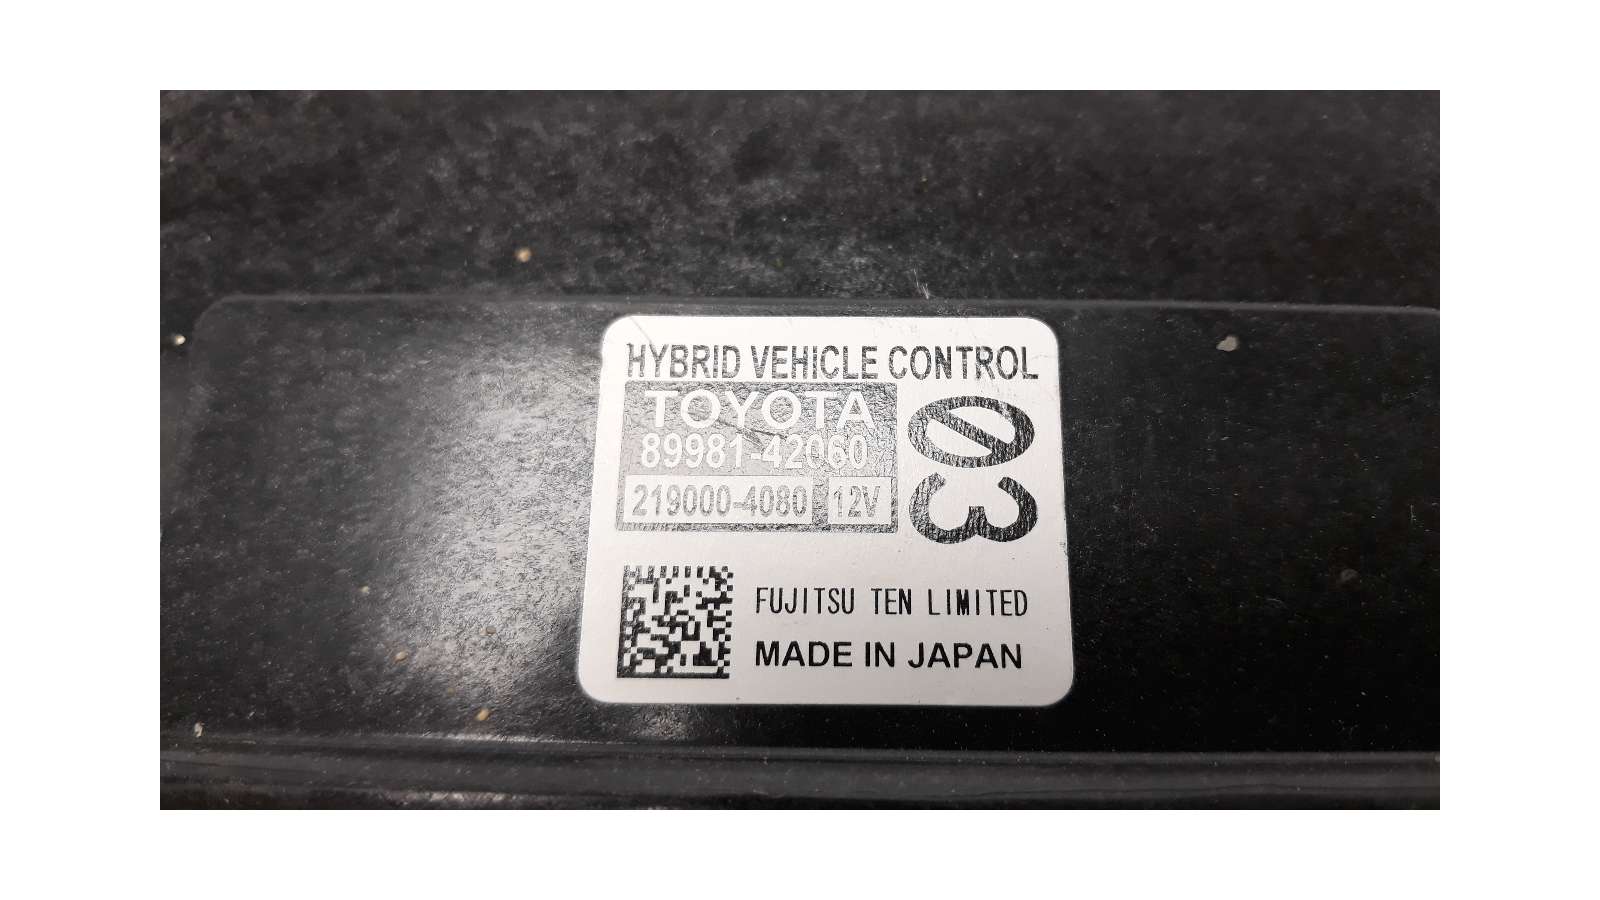 HYBRID VEHICLE CONTROL
TOYOTA
89981-42060
219000-4080 12V
03
FUJITSU TEN LIMITED
MADE IN JAPAN